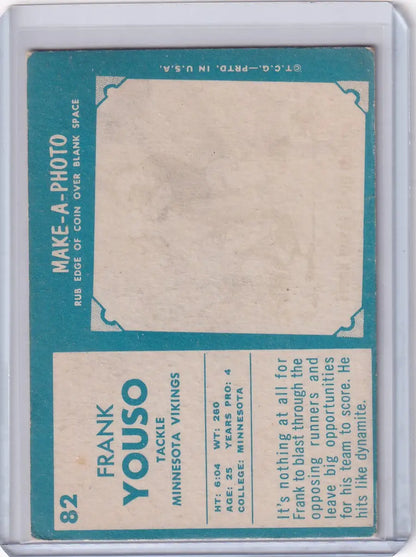 82
FRANK
YOUSO
TACKLE
MINNESOTA VIKINGS
HT: 6:04 WT: 260
AGE: 25 YEARS PRO: 4
COLLEGE: MINNESOTA
It's nothing at all for
Frank to blast through the
opposing runners and
leave big opportunities
for his team to score. He
hits like dynamite.
MAKE-A-PHOTO
RUB EDGE OF COIN OVER BLANK SPACE
©T.C.G.—PRTD. IN U.S.A.